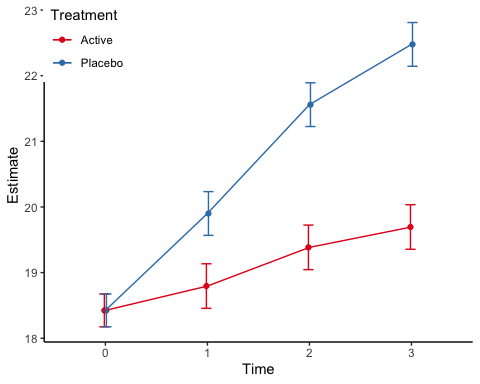 Treatment
Active
Placebo
23
22
21
20
19
18
Estimate
0 1 2 3
Time